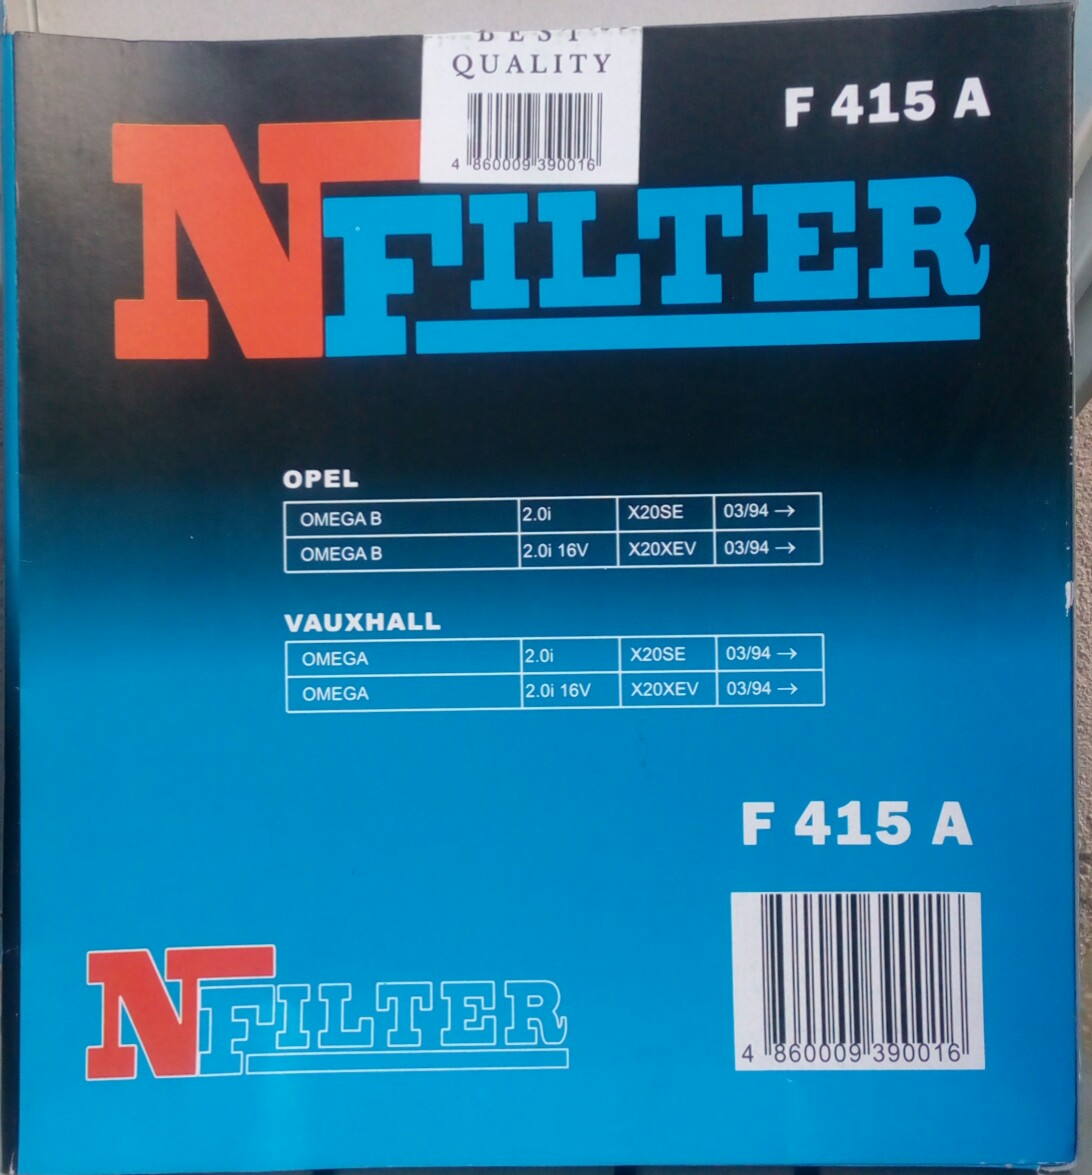 BEST
QUALITY
4 860009 390016
F 415 A
NFILTER
OPEL
OMEGA B 2.0i X20SE 03/94 →
OMEGA B 2.0i 16V X20XEV 03/94 →
VAUXHALL
OMEGA 2.0i X20SE 03/94 →
OMEGA 2.0i 16V X20XEV 03/94 →
F 415 A
NFILTER
4 860009 390016